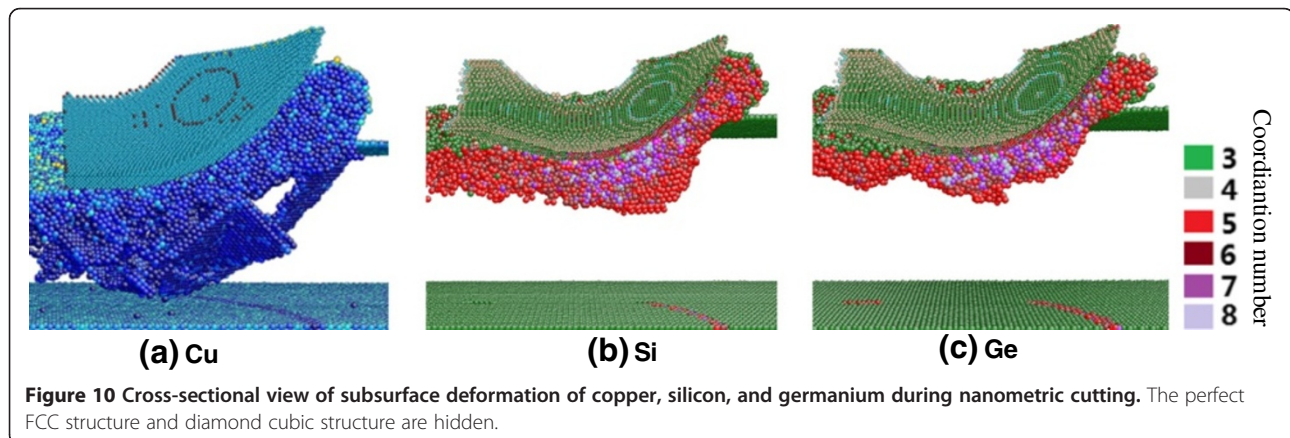 Coordiantion number
3
4
5
6
7
8
(a) Cu
(b) Si
(c) Ge
Figure 10 Cross-sectional view of subsurface deformation of copper, silicon, and germanium during nanometric cutting. The perfect
FCC structure and diamond cubic structure are hidden.